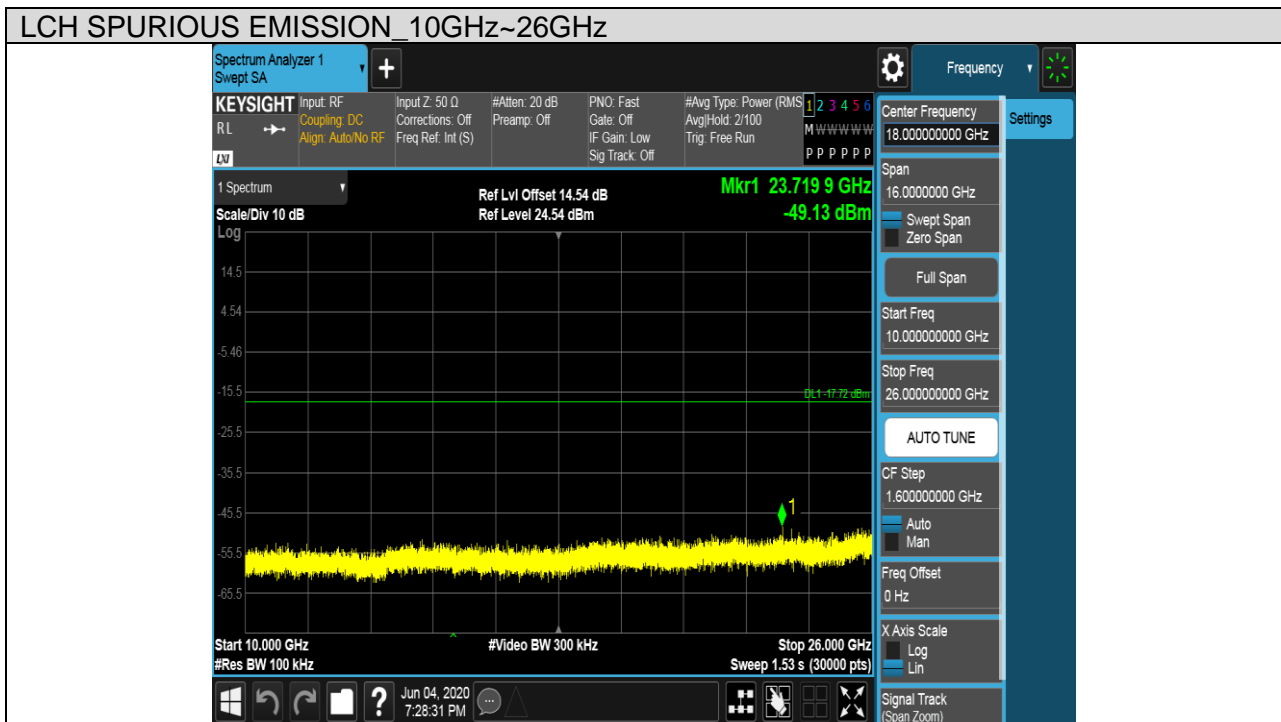 LCH SPURIOUS EMISSION_10GHz~26GHz
Spectrum Analyzer 1
Swept SA
+
Frequency
KEYSIGHT
RL
LXI
Input: RF
Coupling: DC
Align: Auto/No RF
Input Z: 50 Ω
Corrections: Off
Freq Ref: Int (S)
#Atten: 20 dB
Preamp: Off
PNO: Fast
Gate: Off
IF Gain: Low
Sig Track: Off
#Avg Type: Power (RMS
Avg|Hold: 2/100
Trig: Free Run
1 2 3 4 5 6
M W W W W W
P P P P P P
1 Spectrum
Scale/Div 10 dB
Log
Ref Lvl Offset 14.54 dB
Ref Level 24.54 dBm
Mkr1 23.719 9 GHz
-49.13 dBm
14.5
4.54
-5.46
-15.5
DL1 -17.72 dBm
-25.5
-35.5
-45.5
1
-55.5
-65.5
Start 10.000 GHz
#Res BW 100 kHz
#Video BW 300 kHz
Stop 26.000 GHz
Sweep 1.53 s (30000 pts)
?
Jun 04, 2020
7:28:31 PM
Center Frequency
18.000000000 GHz
Span
16.0000000 GHz
Swept Span
Zero Span
Full Span
Start Freq
10.000000000 GHz
Stop Freq
26.000000000 GHz
AUTO TUNE
CF Step
1.600000000 GHz
Auto
Man
Freq Offset
0 Hz
X Axis Scale
Log
Lin
Signal Track
(Span Zoom)
Settings